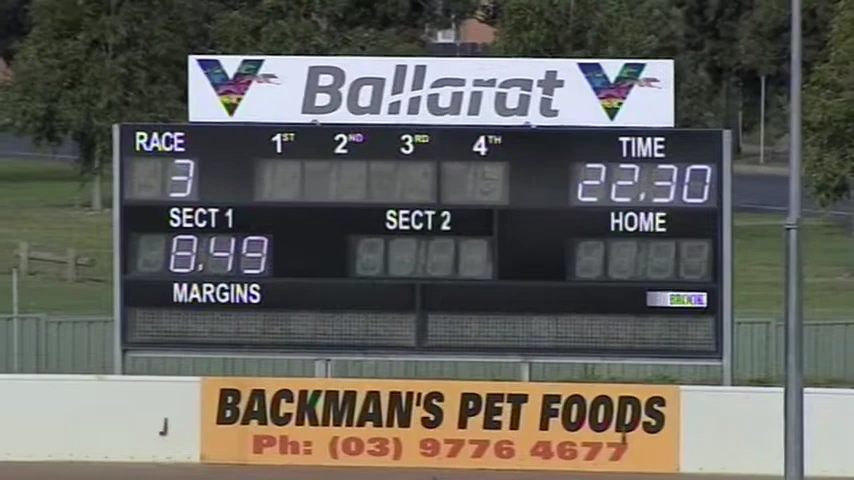 Ballarat
RACE 1ST 2ND 3RD 4TH TIME
3 22.30
SECT 1 SECT 2 HOME
8.49
MARGINS
BACKMAN'S PET FOODS
Ph: (03) 9776 4677